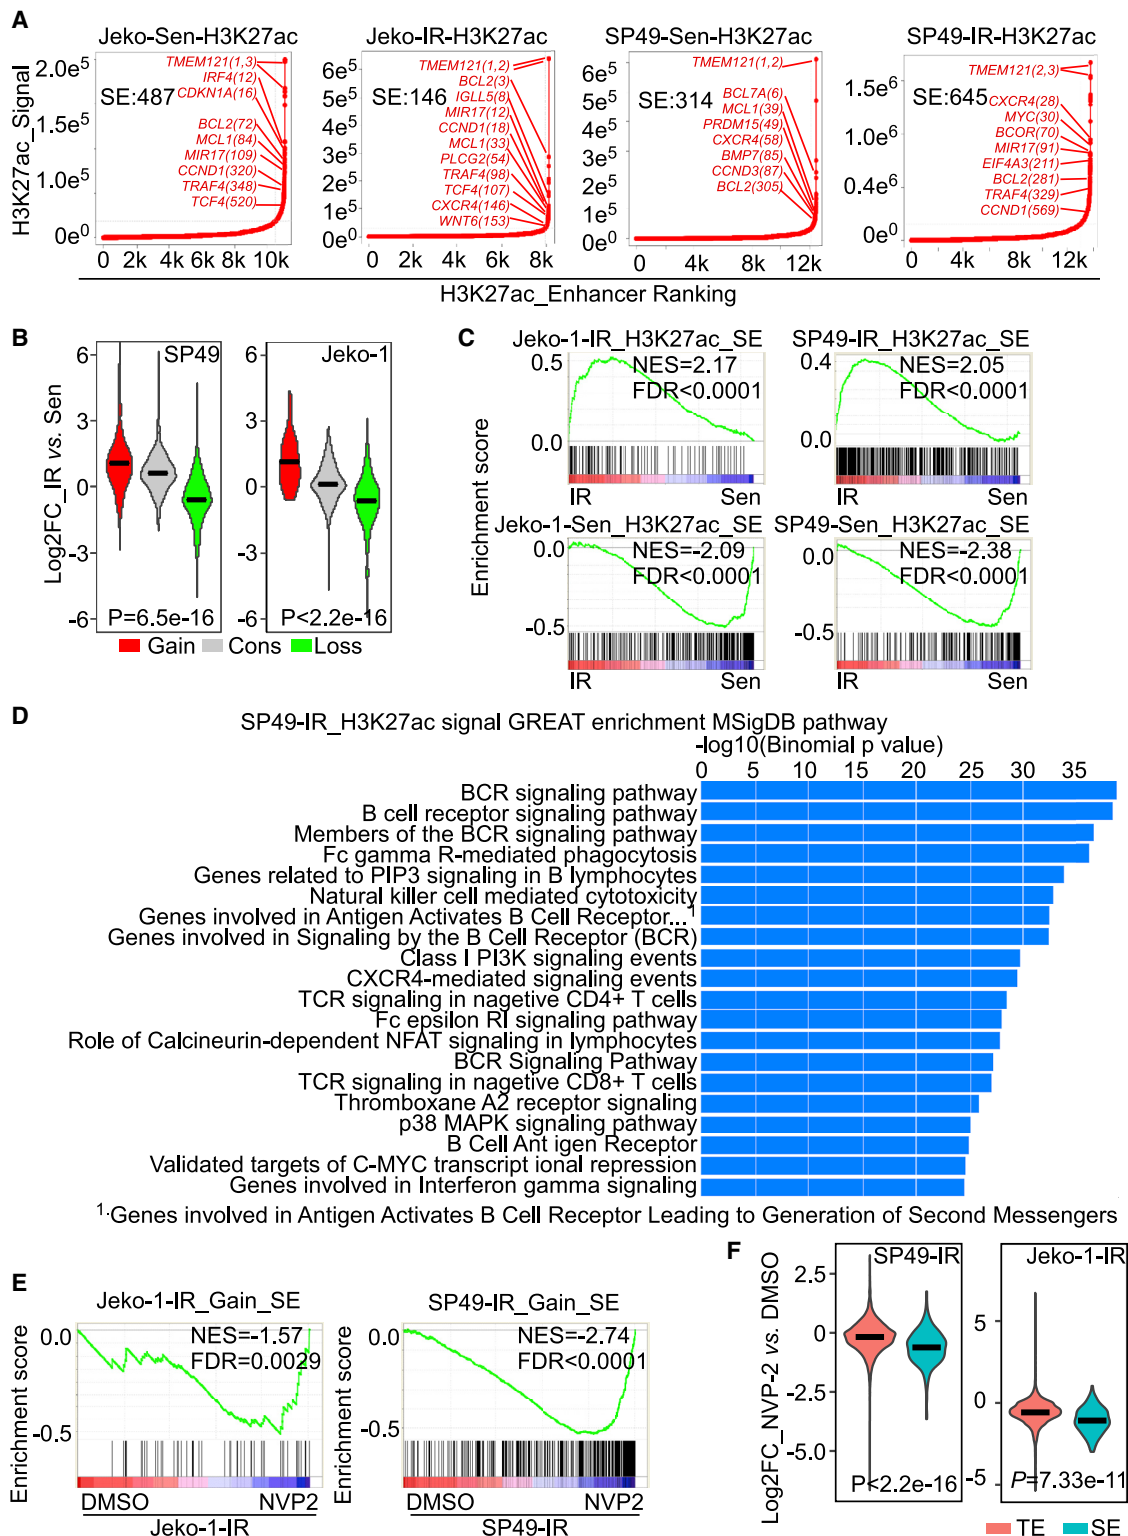 A
Jeko-Sen-H3K27ac
Jeko-IR-H3K27ac
SP49-Sen-H3K27ac
SP49-IR-H3K27ac
H3K27ac_Signal
2.0e5
1.5e5
1.0e5
0e0
SE:487
TMEM121(1,3)
IRF4(12)
CDKN1A(16)
BCL2(72)
MCL1(84)
MIR17(109)
CCND1(320)
TRAF4(348)
TCF4(520)
0 2k 4k 6k 8k 10k
6e5
5e5
4e5
3e5
2e5
1e5
0e0
SE:146
TMEM121(1,2)
BCL2(3)
IGLL5(8)
MIR17(12)
CCND1(18)
MCL1(33)
PLCG2(54)
TRAF4(98)
TCF4(107)
CXCR4(146)
WNT6(153)
0 2k 4k 6k 8k
6e5
5e5
4e5
3e5
2e5
1e5
0e0
SE:314
TMEM121(1,2)
BCL7A(6)
MCL1(39)
PRDM15(49)
CXCR4(58)
BMP7(85)
CCND3(87)
BCL2(305)
0 4k 8k 12k
1.6e6
1.0e6
0.4e6
0e0
SE:645
TMEM121(2,3)
CXCR4(28)
MYC(30)
BCOR(70)
MIR17(91)
EIF4A3(211)
BCL2(281)
TRAF4(329)
CCND1(569)
0 4k 8k 12k
H3K27ac_Enhancer Ranking
B
Log2FC_IR vs. Sen
6
3
0
-3
-6
SP49
P=6.5e-16
6
3
0
-3
-6
Jeko-1
P<2.2e-16
Gain Cons Loss
C
Enrichment score
Jeko-1-IR_H3K27ac_SE
0.5
0.0
NES=2.17
FDR<0.0001
IR Sen
SP49-IR_H3K27ac_SE
0.4
0.0
NES=2.05
FDR<0.0001
IR Sen
Jeko-1-Sen_H3K27ac_SE
0.0
-0.5
NES=-2.09
FDR<0.0001
IR Sen
SP49-Sen_H3K27ac_SE
0.0
-0.5
NES=-2.38
FDR<0.0001
IR Sen
D
SP49-IR_H3K27ac signal GREAT enrichment MSigDB pathway
-log10(Binomial p value)
0 5 10 15 20 25 30 35
BCR signaling pathway
B cell receptor signaling pathway
Members of the BCR signaling pathway
Fc gamma R-mediated phagocytosis
Genes related to PIP3 signaling in B lymphocytes
Natural killer cell mediated cytotoxicity
Genes involved in Antigen Activates B Cell Receptor...1
Genes involved in Signaling by the B Cell Receptor (BCR)
Class I PI3K signaling events
CXCR4-mediated signaling events
TCR signaling in nagetive CD4+ T cells
Fc epsilon RI signaling pathway
Role of Calcineurin-dependent NFAT signaling in lymphocytes
BCR Signaling Pathway
TCR signaling in nagetive CD8+ T cells
Thromboxane A2 receptor signaling
p38 MAPK signaling pathway
B Cell Ant igen Receptor
Validated targets of C-MYC transcript ional repression
Genes involved in Interferon gamma signaling
1.Genes involved in Antigen Activates B Cell Receptor Leading to Generation of Second Messengers
E
Enrichment score
Jeko-1-IR_Gain_SE
0.0
-0.5
NES=-1.57
FDR=0.0029
DMSO NVP2
Jeko-1-IR
Enrichment score
SP49-IR_Gain_SE
0.0
-0.5
NES=-2.74
FDR<0.0001
DMSO NVP2
SP49-IR
F
Log2FC_NVP-2 vs. DMSO
2.5
0
-2.5
-5.0
SP49-IR
P<2.2e-16
5
0
-5
Jeko-1-IR
P=7.33e-11
TE SE